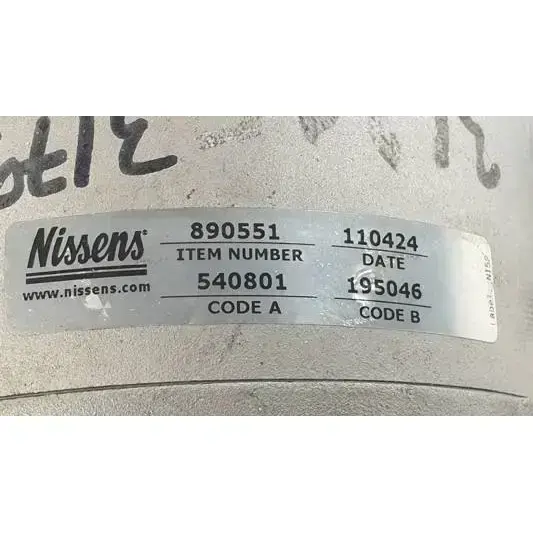 Nissens®
www.nissens.com
890551
ITEM NUMBER
540801
CODE A
110424
DATE
195046
CODE B